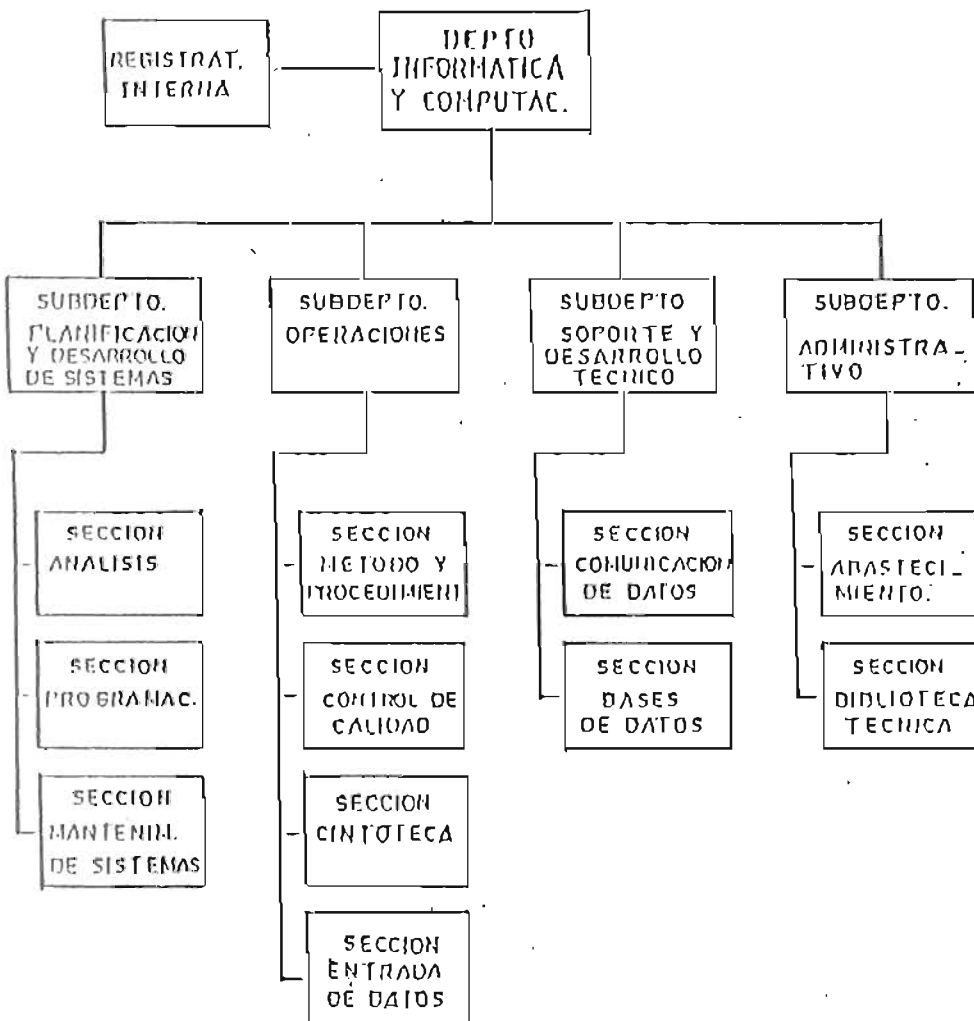 REGISTRAT.
INTERNA
DEPTO
INFORMATICA
Y COMPUTAC.
SUBDEPTO.
PLANIFICACION
Y DESARROLLO
DE SISTEMAS
SUBDEPTO.
OPERACIONES
SUBDEPTO
SOPORTE Y
DESARROLLO
TECNICO
SUBDEPTO.
ADMINISTRA_
TIVO
SECCION
ANALISIS
SECCION
METODO Y
PROCEDIMIENT
SECCION
COMUNICACION
DE DATOS
SECCION
ABASTECI_
MIENTO.
SECCION
PROGRAMAC.
SECCION
CONTROL DE
CALIDAD
SECCION
BASES
DE DATOS
SECCION
BIBLIOTECA
TECNICA
SECCION
MANTENIM.
DE SISTEMAS
SECCION
CINTOTECA
SECCION
ENTRADA
DE DATOS